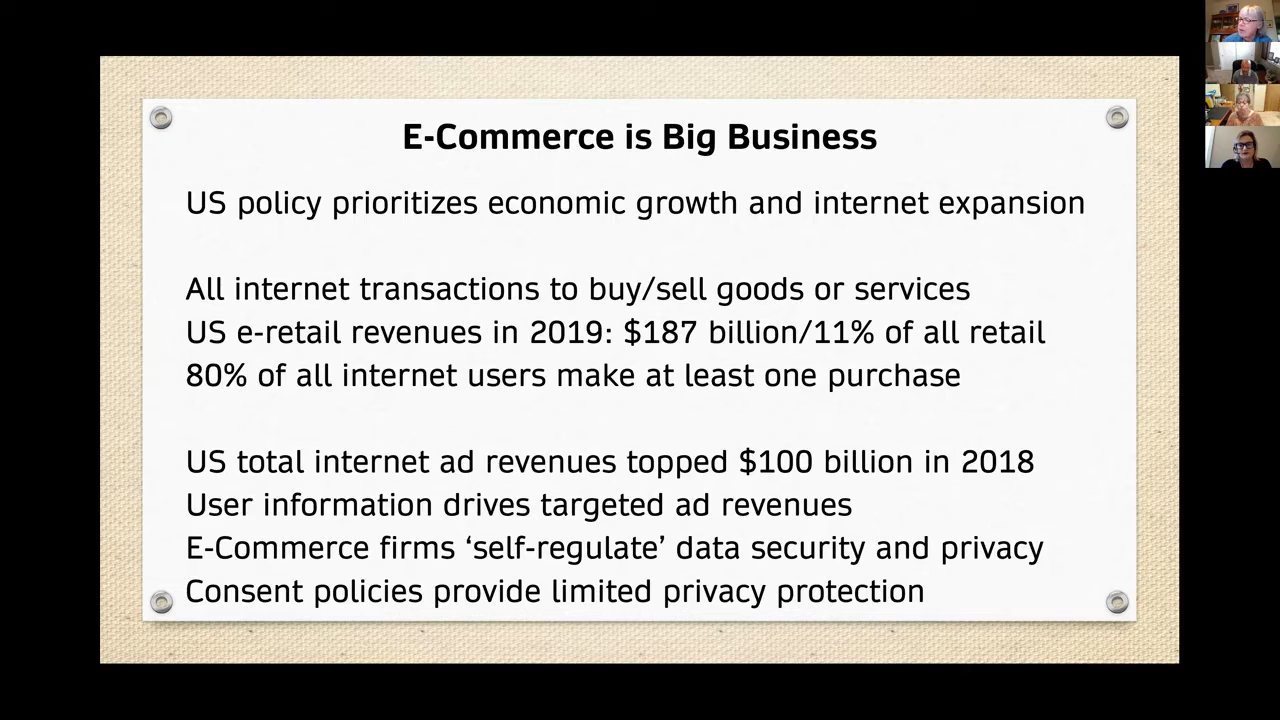 E-Commerce is Big Business
US policy prioritizes economic growth and internet expansion
All internet transactions to buy/sell goods or services
US e-retail revenues in 2019: $187 billion/11% of all retail
80% of all internet users make at least one purchase
US total internet ad revenues topped $100 billion in 2018
User information drives targeted ad revenues
E-Commerce firms ‘self-regulate’ data security and privacy
Consent policies provide limited privacy protection